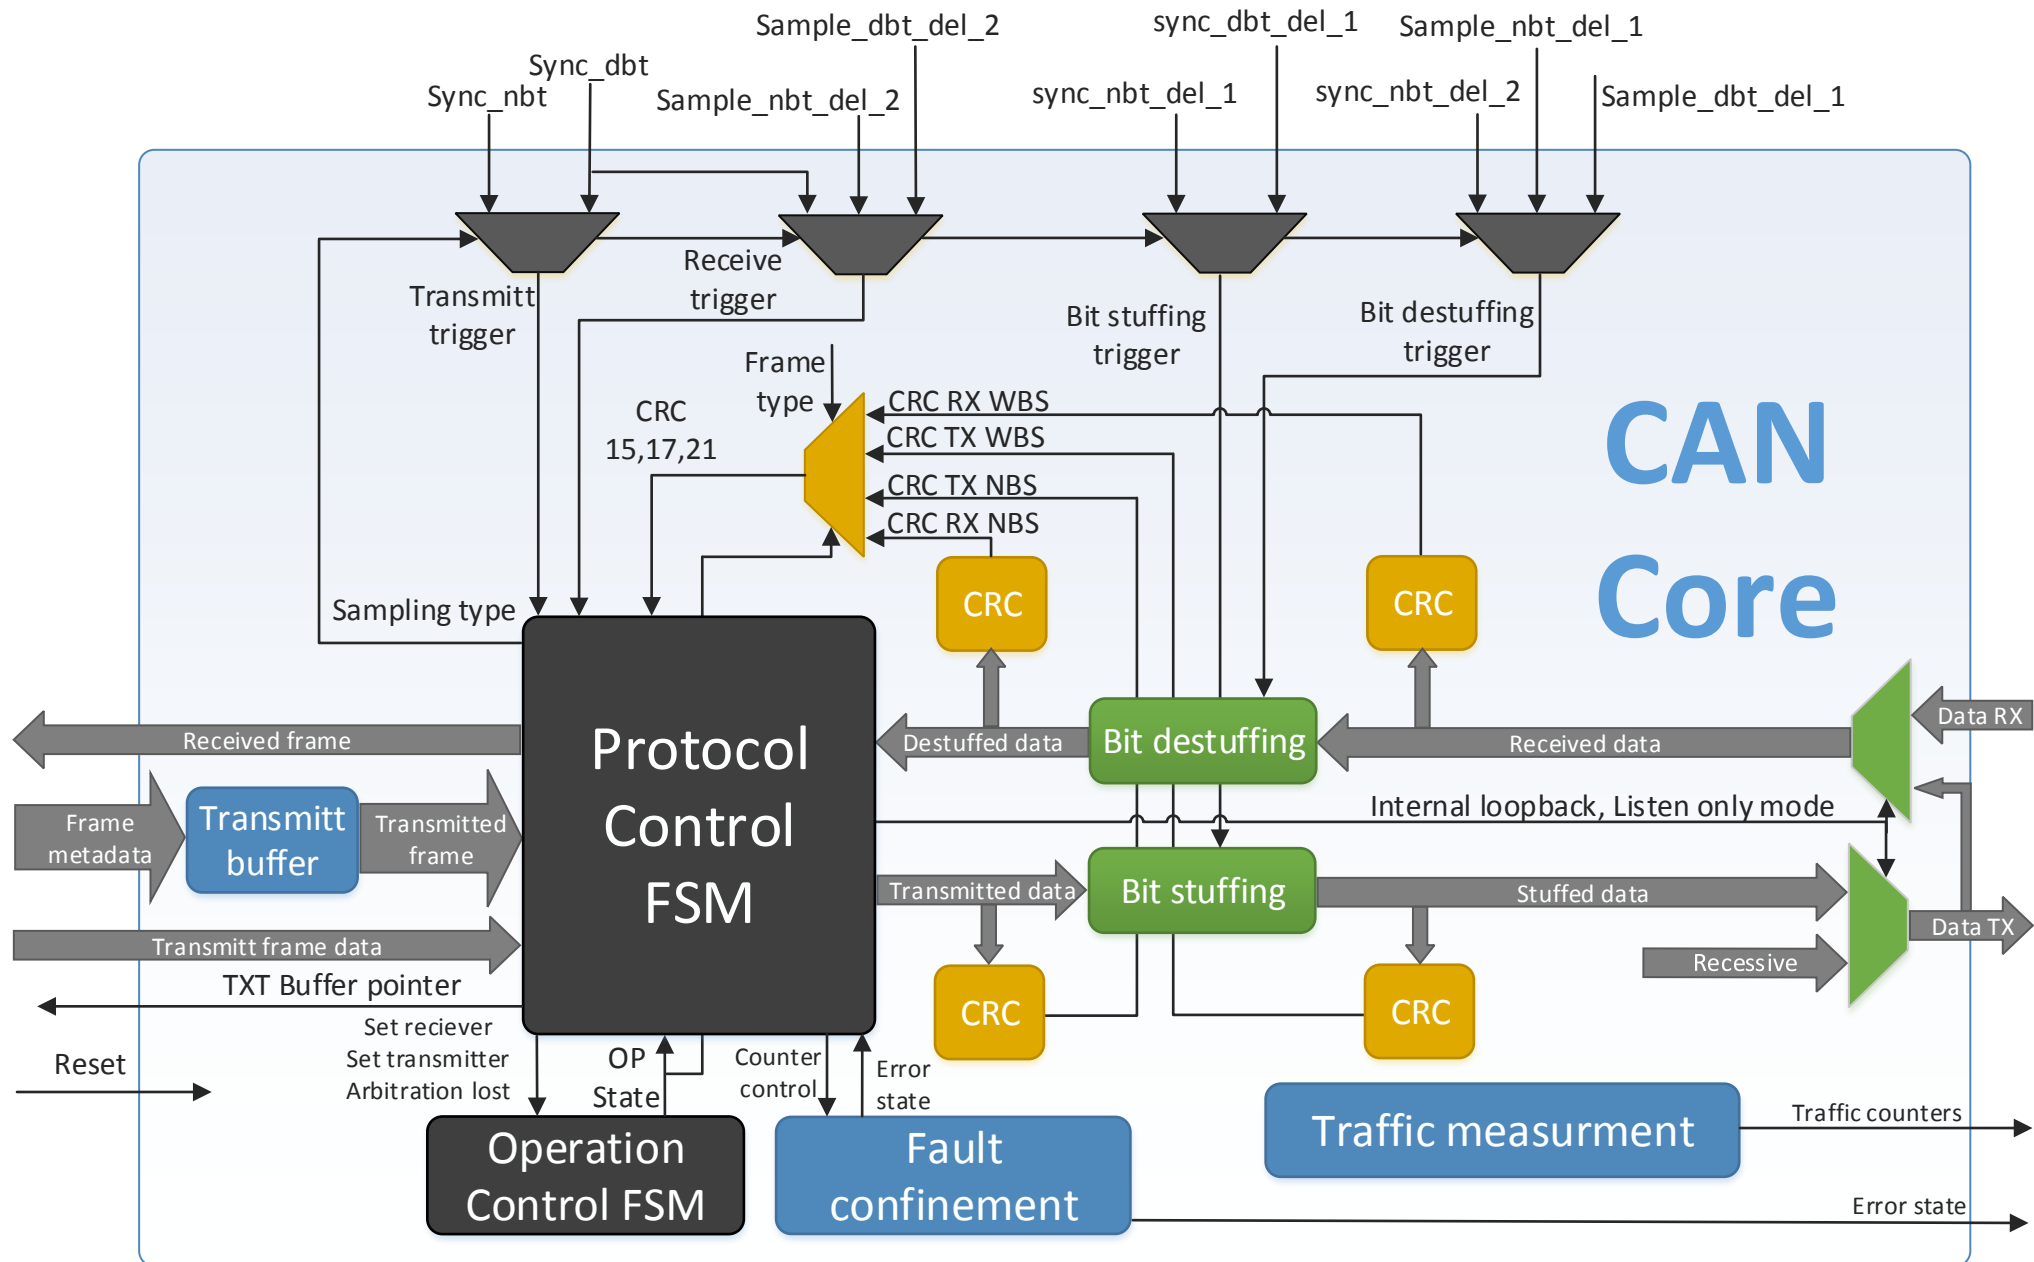 Sample_dbt_del_2
sync_dbt_del_1
Sample_nbt_del_1
Sync_dbt
Sync_nbt
Sample_nbt_del_2
sync_nbt_del_1
sync_nbt_del_2
Sample_dbt_del_1
Transmitt
trigger
Receive
trigger
Bit stuffing
trigger
Bit destuffing
trigger
Frame
type
CRC
15,17,21
CRC RX WBS
CRC TX WBS
CRC TX NBS
CRC RX NBS
CAN
Core
CRC
CRC
Sampling type
Protocol
Control
FSM
Received frame
Destuffed data
Bit destuffing
Received data
Data RX
Frame
metadata
Transmitt
buffer
Transmitted
frame
Internal loopback, Listen only mode
Transmitted data
Bit stuffing
Stuffed data
Data TX
Transmitt frame data
Recessive
TXT Buffer pointer
CRC
CRC
Set reciever
Set transmitter
Arbitration lost
OP
State
Counter
control
Error
state
Reset
Operation
Control FSM
Fault
confinement
Traffic measurment
Traffic counters
Error state